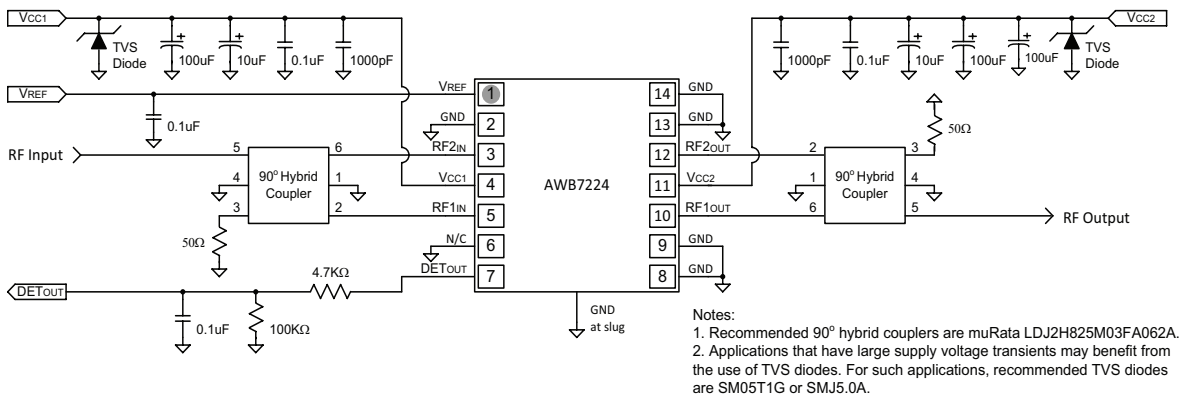 VCC1
TVS
Diode
100uF
10uF
0.1uF
1000pF
VREF
0.1uF
RF Input
5
6
4
1
3
2
90° Hybrid
Coupler
50Ω
DETOUT
0.1uF
100KΩ
4.7KΩ
VREF
GND
RF2IN
VCC1
RF1IN
N/C
DETOUT
1
2
3
4
5
6
7
AWB7224
GND
at slug
14
13
12
11
10
9
8
GND
GND
RF2OUT
VCC2
RF1OUT
GND
GND
1000pF
0.1uF
10uF
100uF
100uF
TVS
Diode
VCC2
2
3
1
4
6
5
90° Hybrid
Coupler
50Ω
RF Output
Notes:
1. Recommended 90° hybrid couplers are muRata LDJ2H825M03FA062A.
2. Applications that have large supply voltage transients may benefit from
the use of TVS diodes. For such applications, recommended TVS diodes
are SM05T1G or SMJ5.0A.